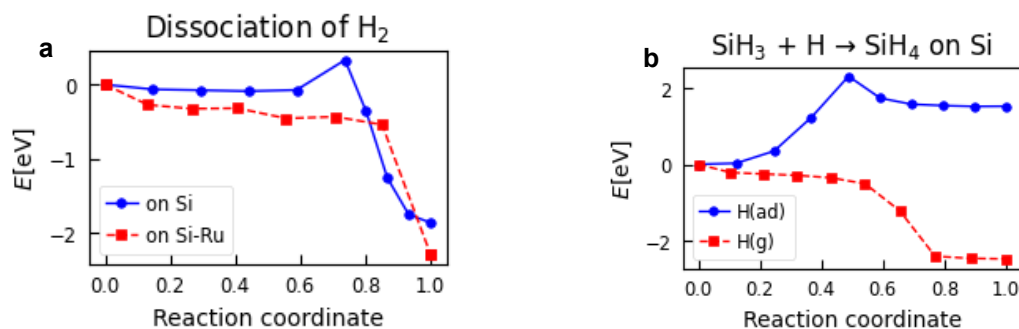 a
Dissociation of H₂
E[eV]
0
−1
−2
on Si
on Si-Ru
0.0 0.2 0.4 0.6 0.8 1.0
Reaction coordinate
b
SiH₃ + H → SiH₄ on Si
E[eV]
2
0
−2
H(ad)
H(g)
0.0 0.2 0.4 0.6 0.8 1.0
Reaction coordinate